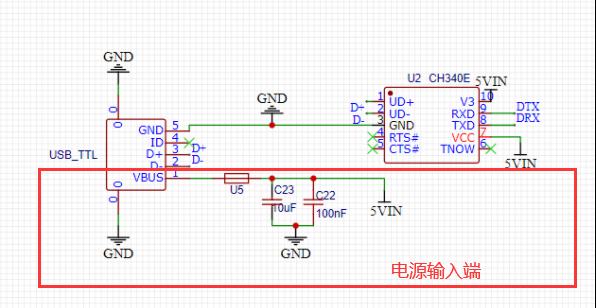 GND
U2 CH340E
5VIN
GND
USB_TTL
0
GND 5
ID 4
D+ 3
D- 2
VBUS 1
0
D+
D-
D+
D-
1 UD+
2 UD-
3 GND
4 RTS#
5 CTS#
V3 10
RXD 9
TXD 8
VCC 7
TNOW 6
DTX
DRX
5VIN
U5
C23
10uF
C22
100nF
5VIN
GND
GND
电源输入端